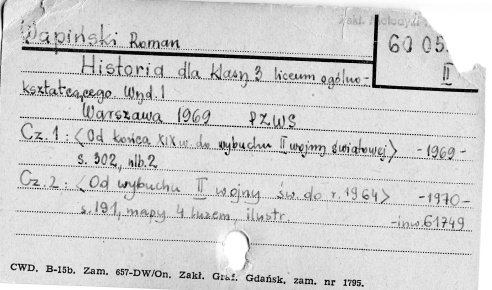 Zakł. Metody
Wapiński Roman
60 05.
II
Historia dla klasy 3 liceum ogólno-
kształcącego Wyd. 1
Warszawa 1969 PZWS
Cz. 1: <Od końca XIX w. do wybuchu II wojny światowej> -1969-
s. 302, nlb. 2
Cz. 2: <Od wybuchu II wojny św. do r. 1964> -1970-
s. 191, mapy 4 luzem, ilustr. -inw. 61749
CWD. B-15b. Zam. 657-DW/On. Zakł. Graf. Gdańsk, zam. nr 1795.